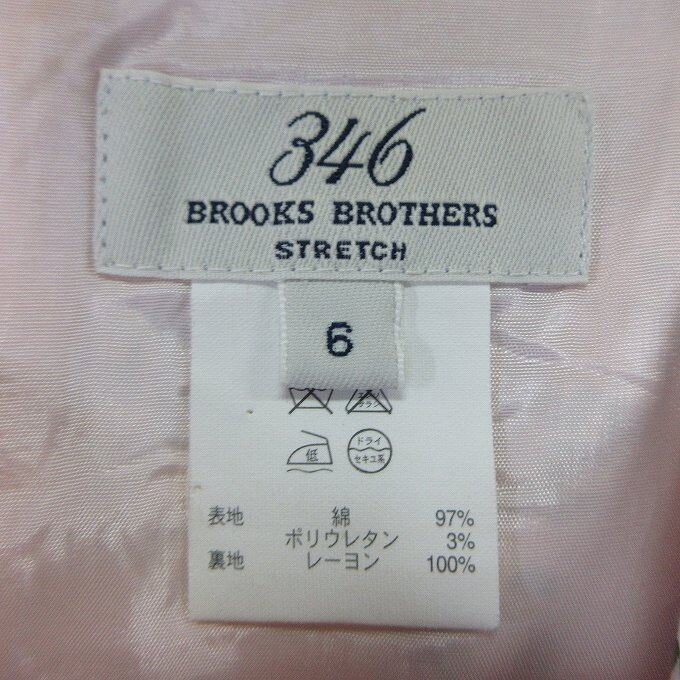 346
BROOKS BROTHERS
STRETCH
6
低
ドライ
セキユ系
表地 綿 97%
ポリウレタン 3%
裏地 レーヨン 100%